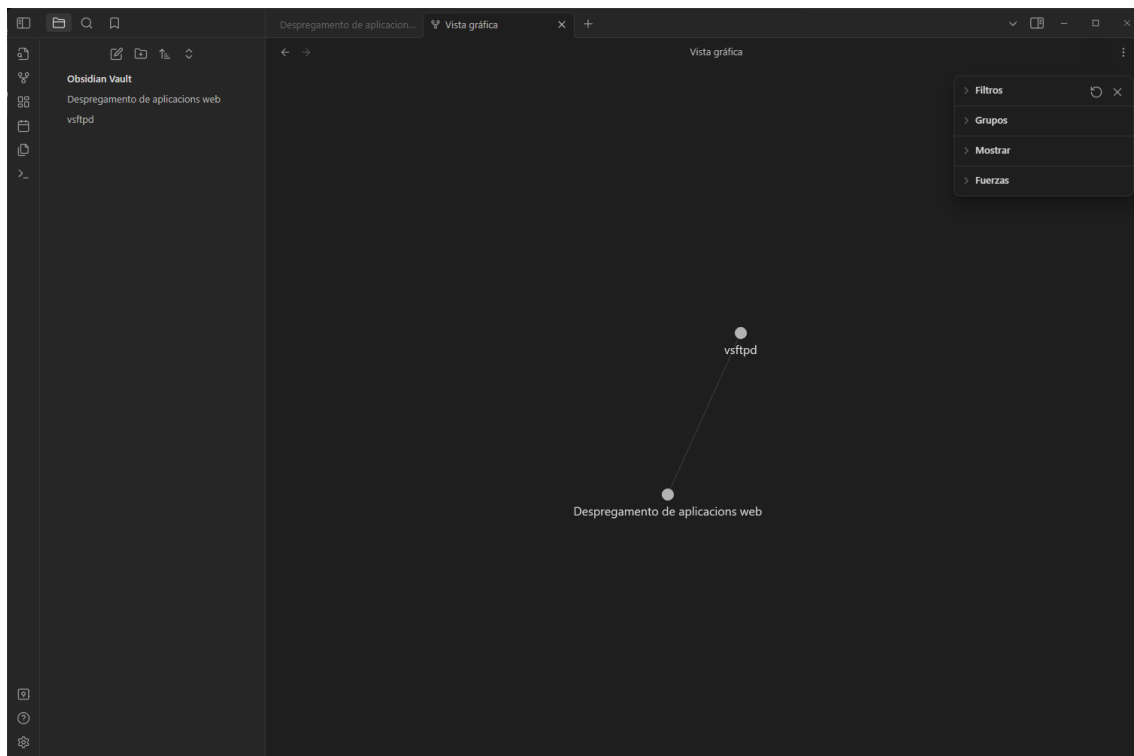 Despregamento de aplicacion...
Vista gráfica
Vista gráfica
Obsidian Vault
Despregamento de aplicacions web
vsftpd
Filtros
Grupos
Mostrar
Fuerzas
vsftpd
Despregamento de aplicacions web